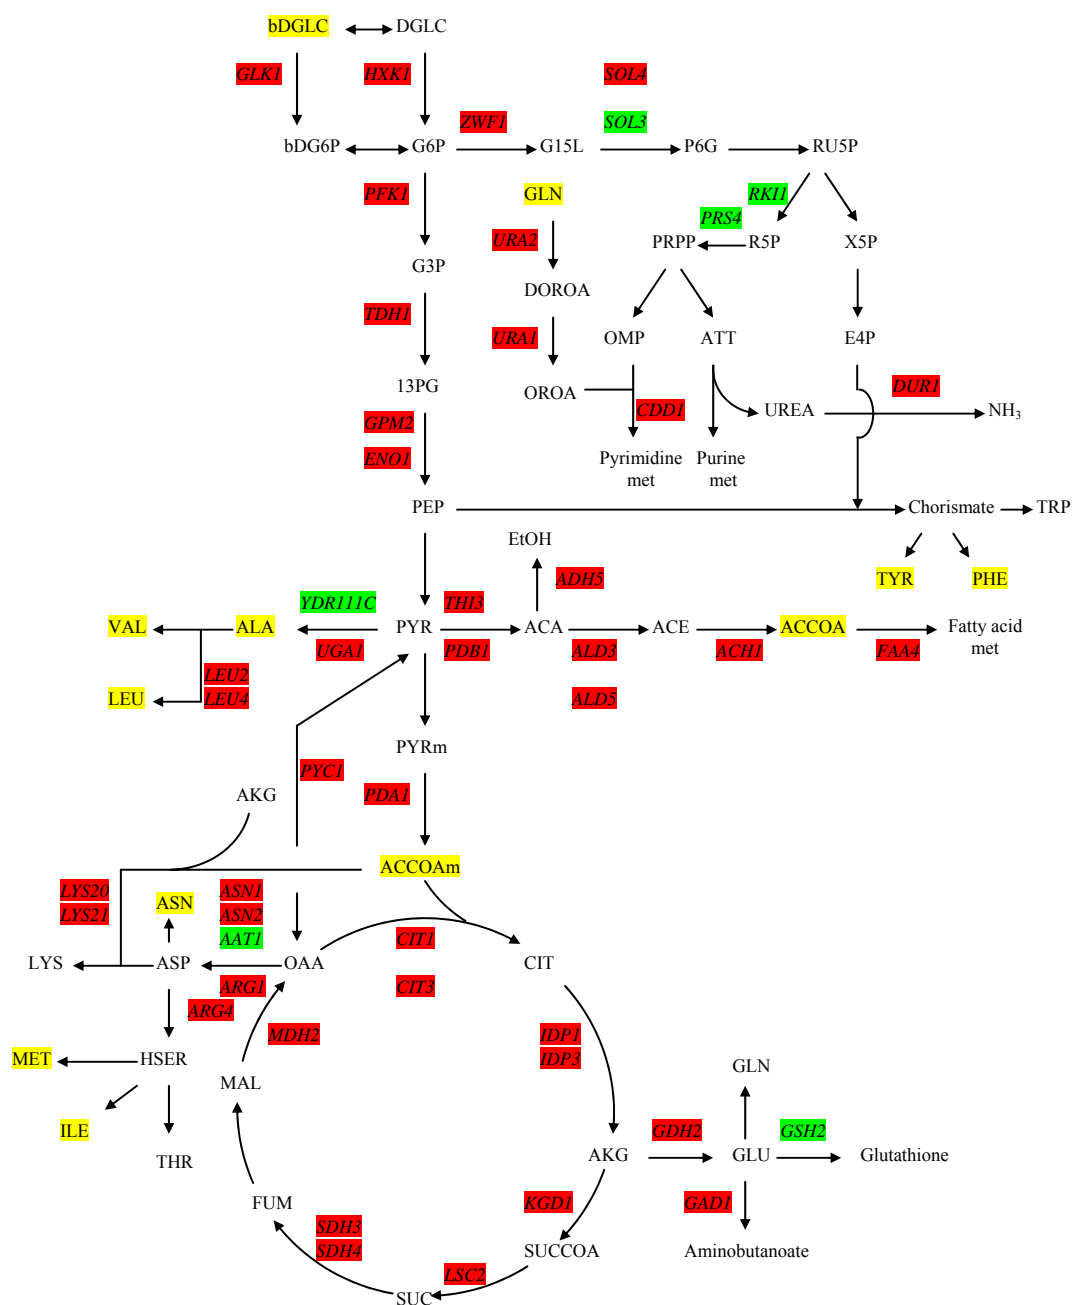 bDGLC DGLC
GLK1 HXK1 SOL4
ZWF1 SOL3
bDG6P G6P G15L P6G RU5P
PFK1 GLN RKI1
PRS4
URA2 PRPP R5P X5P
G3P
DOROA
TDH1 URA1 OMP ATT E4P
13PG OROA DUR1
CDD1 UREA NH3
GPM2
ENO1 Pyrimidine Purine
met met
PEP Chorismate TRP
EtOH
ADH5 TYR PHE
YDR111C THI3
VAL ALA PYR ACA ACE ACCOA Fatty acid
UGA1 PDB1 ALD3 ACH1 FAA4 met
LEU2
LEU LEU4 ALD5
PYRm
PYC1
AKG PDA1
ACCOAm
LYS20 ASN1
LYS21 ASN ASN2
AAT1 CIT1
LYS ASP OAA CIT
ARG1 CIT3
ARG4
MDH2 IDP1
MET HSER IDP3
GLN
MAL
ILE GDH2 GSH2
THR AKG GLU Glutathione
FUM KGD1 GAD1
SDH3
SDH4 SUCCOA Aminobutanoate
LSC2
SUC